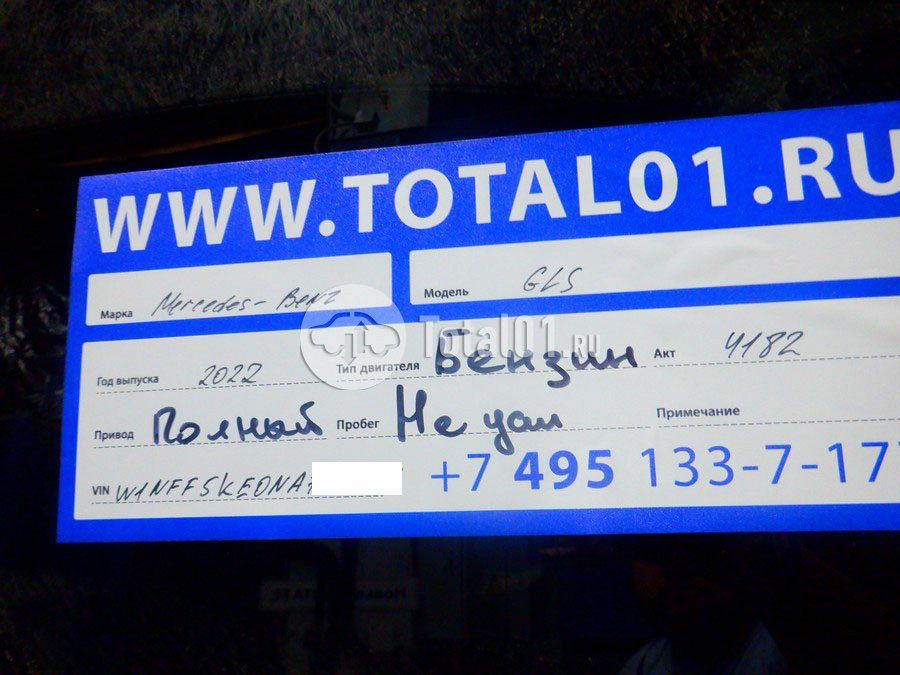 WWW.TOTAL01.RU
Марка Mercedes-Benz Модель GLS
Total01.RU
Год выпуска 2022 Тип двигателя Бензин Акт 4182
Привод Полный Пробег Не уст Примечание
VIN W1NFFSKEONA +7 495 133-7-17